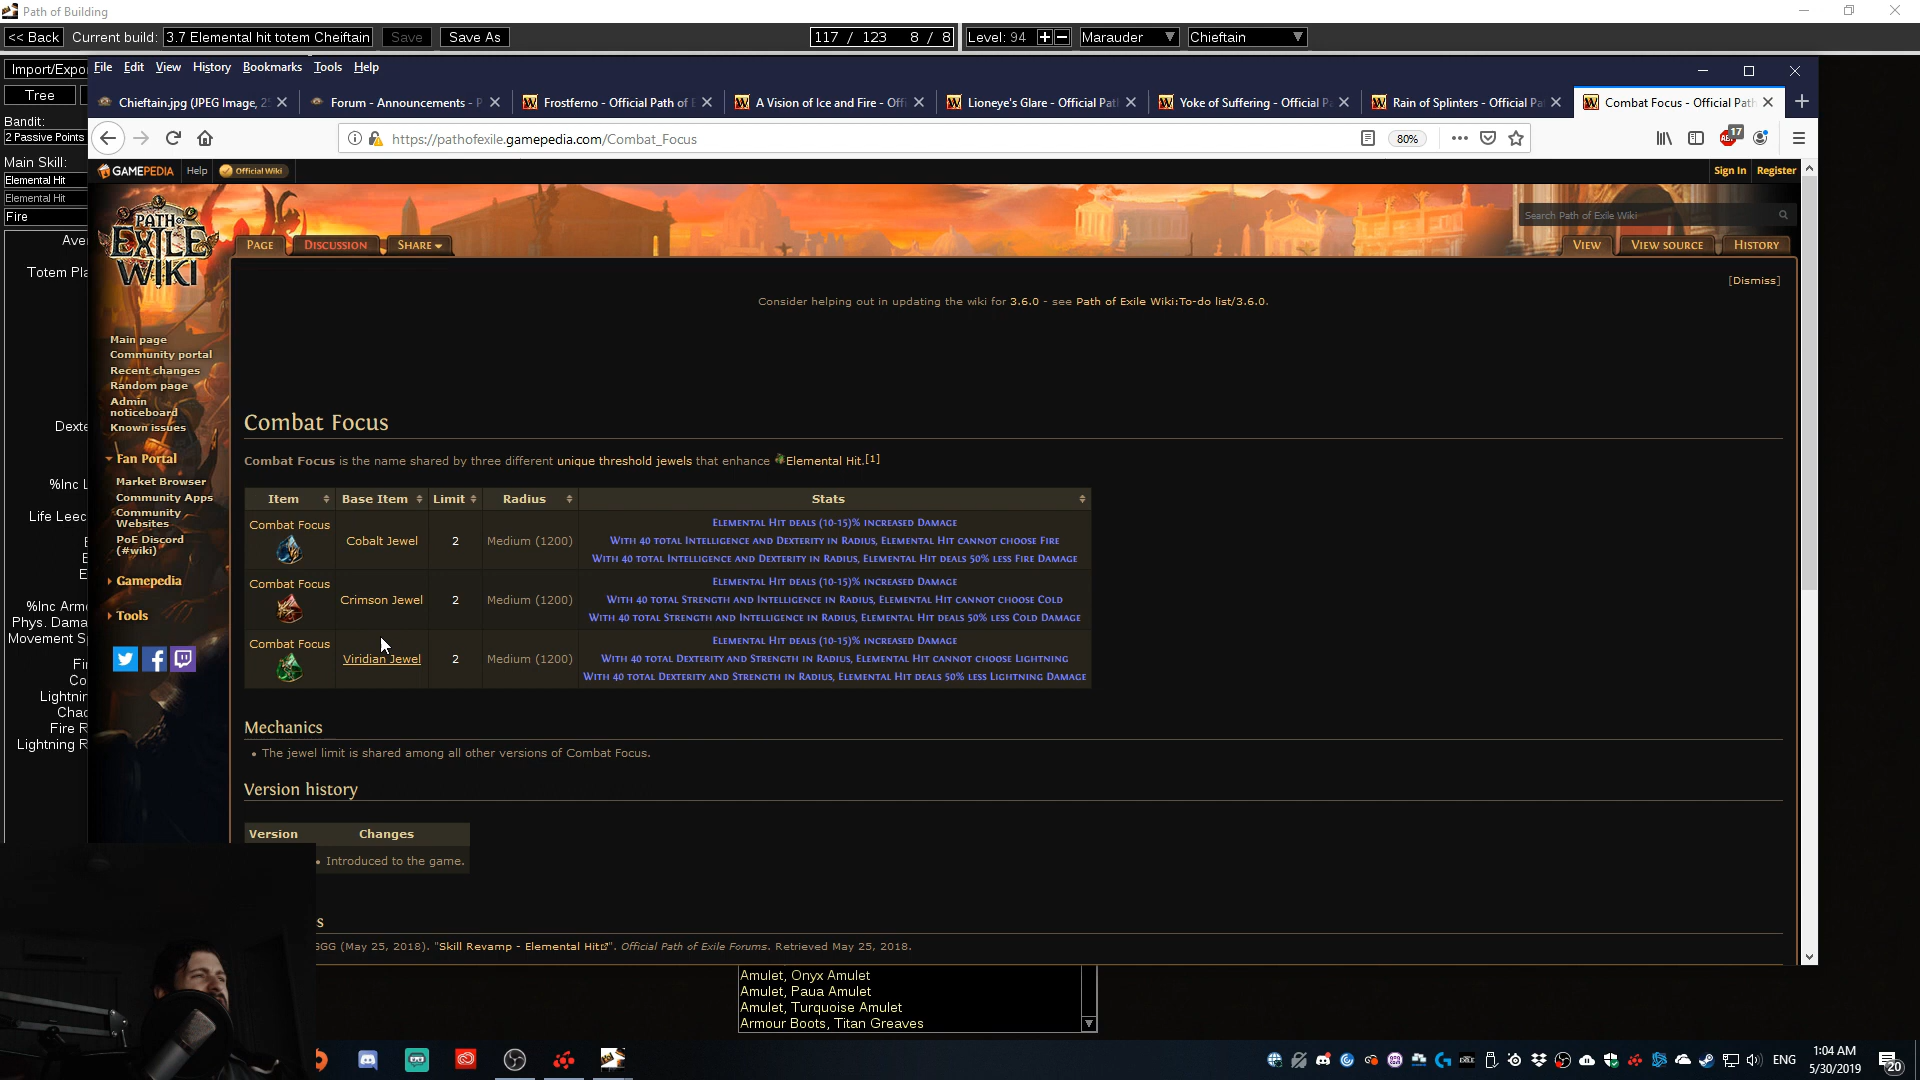 Path of Building
<< Back Current build: 3.7 Elemental hit totem Cheiftain Save Save As 117 / 123 8 / 8 Level: 94 Marauder Chieftain
Import/Expo
Tree
Bandit:
2 Passive Points
Main Skill:
Elemental Hit
Elemental Hit
Fire
Totem Pla
Dexte
%Inc L
Life Leec
%Inc Armo
Phys. Dama
Movement Sp
Lightnin
Chao
Fire R
Lightning R
File Edit View History Bookmarks Tools Help
Chieftain.jpg (JPEG Image, 25 Forum - Announcements - P Frostferno - Official Path of E A Vision of Ice and Fire - Offi Lioneye's Glare - Official Pat Yoke of Suffering - Official P Rain of Splinters - Official Pa Combat Focus - Official Path
https://pathofexile.gamepedia.com/Combat_Focus 80% 17
GAMEPEDIA Help Official Wiki Sign In Register
PATH OF EXILE WIKI
Search Path of Exile Wiki
PAGE DISCUSSION SHARE VIEW VIEW SOURCE HISTORY
[Dismiss]
Consider helping out in updating the wiki for 3.6.0 - see Path of Exile Wiki:To-do list/3.6.0.
Main page
Community portal
Recent changes
Random page
Admin
noticeboard
Known issues
Fan Portal
Market Browser
Community Apps
Community
Websites
PoE Discord
(#wiki)
Gamepedia
Tools
Combat Focus
Combat Focus is the name shared by three different unique threshold jewels that enhance Elemental Hit.[1]
Item Base Item Limit Radius Stats
Combat Focus Cobalt Jewel 2 Medium (1200)
Elemental Hit deals (10-15)% increased Damage
With 40 total Intelligence and Dexterity in Radius, Elemental Hit cannot choose Fire
With 40 total Intelligence and Dexterity in Radius, Elemental Hit deals 50% less Fire Damage
Combat Focus Crimson Jewel 2 Medium (1200)
Elemental Hit deals (10-15)% increased Damage
With 40 total Strength and Intelligence in Radius, Elemental Hit cannot choose Cold
With 40 total Strength and Intelligence in Radius, Elemental Hit deals 50% less Cold Damage
Combat Focus Viridian Jewel 2 Medium (1200)
Elemental Hit deals (10-15)% increased Damage
With 40 total Dexterity and Strength in Radius, Elemental Hit cannot choose Lightning
With 40 total Dexterity and Strength in Radius, Elemental Hit deals 50% less Lightning Damage
Mechanics
The jewel limit is shared among all other versions of Combat Focus.
Version history
Version Changes
Introduced to the game.
GGG (May 25, 2018). "Skill Revamp - Elemental Hit". Official Path of Exile Forums. Retrieved May 25, 2018.
Amulet, Onyx Amulet
Amulet, Paua Amulet
Amulet, Turquoise Amulet
Armour Boots, Titan Greaves
ENG 1:04 AM
5/30/2019 20